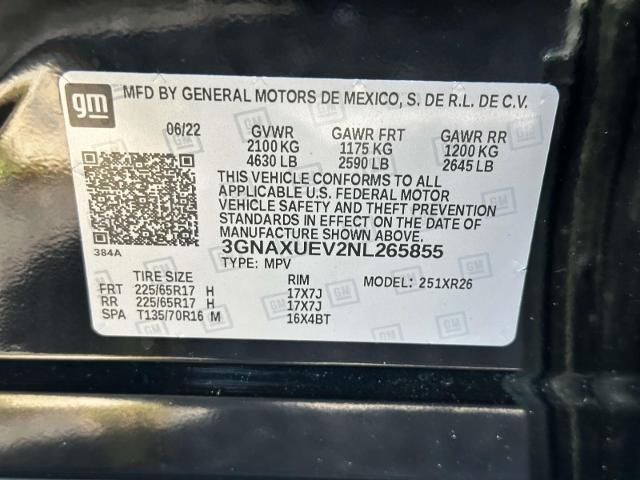 gm
MFD BY GENERAL MOTORS DE MEXICO, S. DE R.L. DE C.V.
06/22 GVWR GAWR FRT GAWR RR
2100 KG 1175 KG 1200 KG
4630 LB 2590 LB 2645 LB
THIS VEHICLE CONFORMS TO ALL
APPLICABLE U.S. FEDERAL MOTOR
VEHICLE SAFETY AND THEFT PREVENTION
STANDARDS IN EFFECT ON THE DATE OF
MANUFACTURE SHOWN ABOVE.
384A
3GNAXUEV2NL265855
TYPE: MPV
TIRE SIZE RIM MODEL: 251XR26
FRT 225/65R17 H 17X7J
RR 225/65R17 H 17X7J
SPA T135/70R16 M 16X4BT